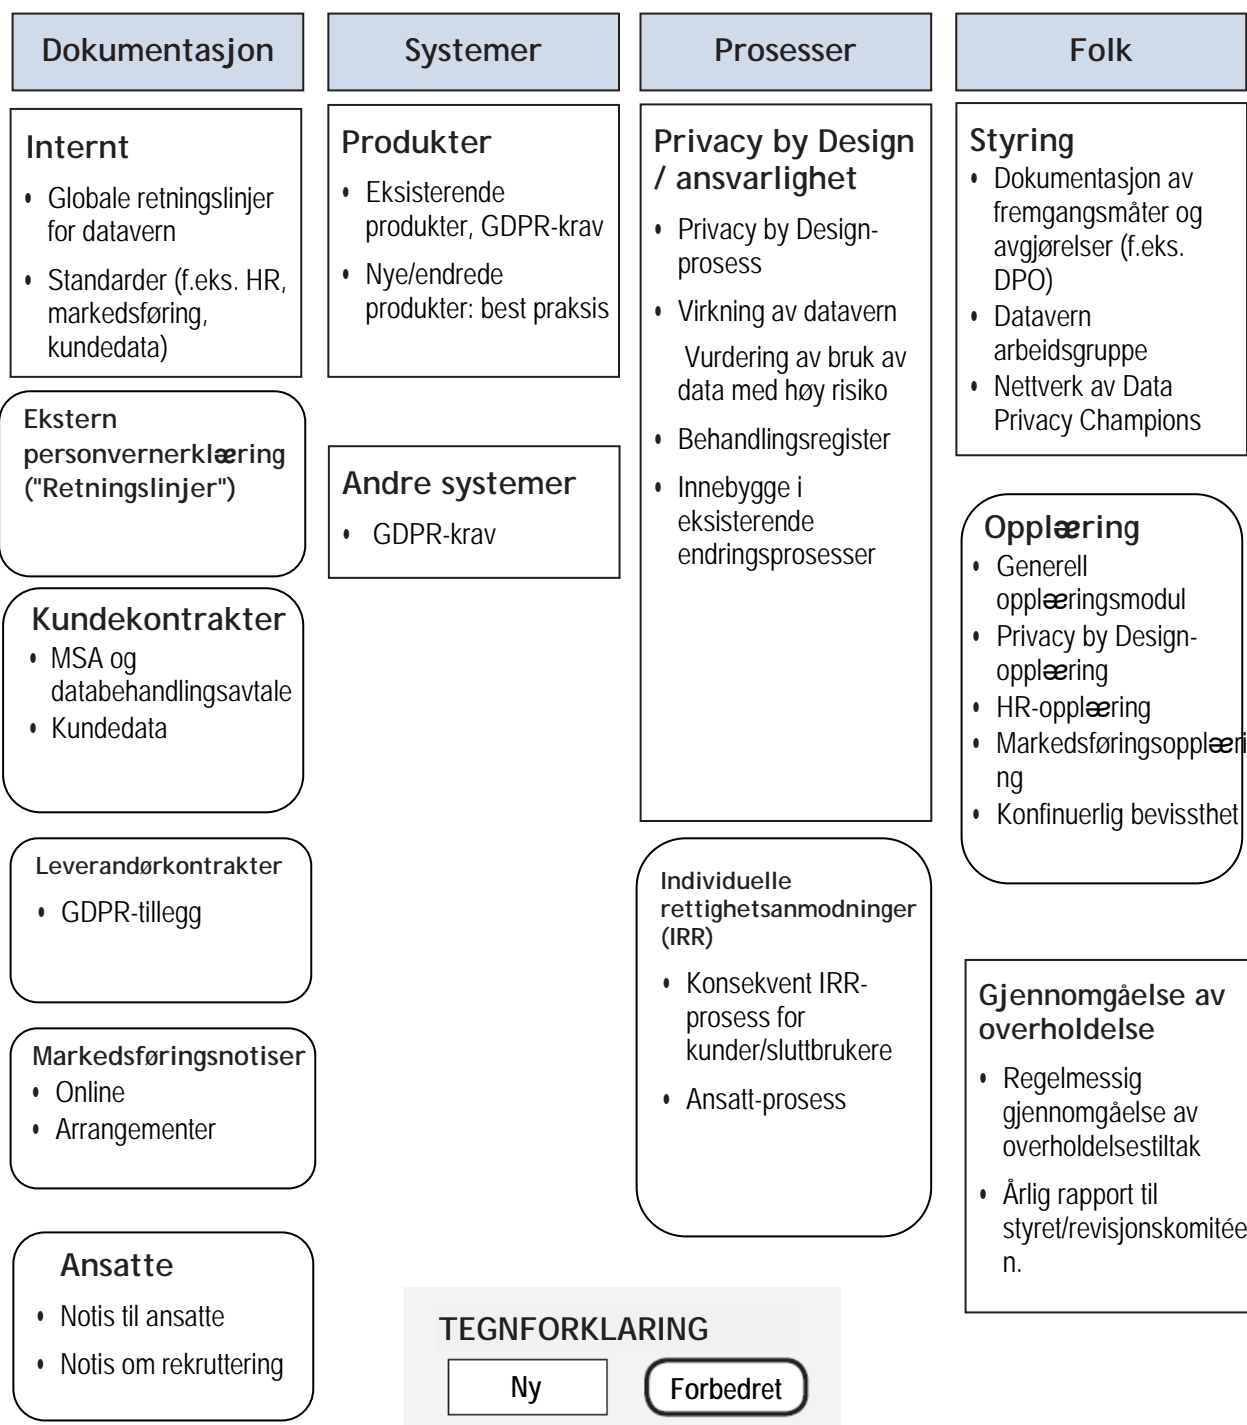 Dokumentasjon
Internt
• Globale retningslinjer
for datavern
• Standarder (f.eks. HR,
markedsføring,
kundedata)
Ekstern
personvernerklæring
("Retningslinjer")
Kundekontrakter
• MSA og
databehandlingsavtale
• Kundedata
Leverandørkontrakter
• GDPR-tillegg
Markedsføringsnotiser
• Online
• Arrangementer
Ansatte
• Notis til ansatte
• Notis om rekruttering
Systemer
Produkter
• Eksisterende
produkter, GDPR-krav
• Nye/endrede
produkter: best praksis
Andre systemer
• GDPR-krav
Prosesser
Privacy by Design
/ ansvarlighet
• Privacy by Design-
prosess
• Virkning av datavern
Vurdering av bruk av
data med høy risiko
• Behandlingsregister
• Innebygge i
eksisterende
endringsprosesser
Individuelle
rettighetsanmodninger
(IRR)
• Konsekvent IRR-
prosess for
kunder/sluttbrukere
• Ansatt-prosess
Folk
Styring
• Dokumentasjon av
fremgangsmåter og
avgjørelser (f.eks.
DPO)
• Datavern
arbeidsgruppe
• Nettverk av Data
Privacy Champions
Opplæring
• Generell
opplæringsmodul
• Privacy by Design-
opplæring
• HR-opplæring
• Markedsføringsopplæri
ng
• Konfinuerlig bevissthet
Gjennomgåelse av
overholdelse
• Regelmessig
gjennomgåelse av
overholdelsestiltak
• Årlig rapport til
styret/revisjonskomitée
n.
TEGNFORKLARING
Ny
Forbedret